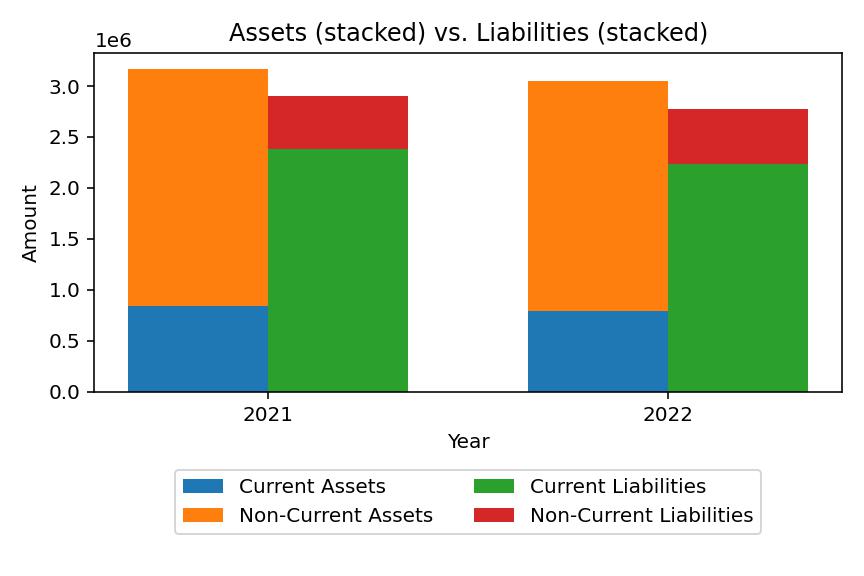 Assets (stacked) vs. Liabilities (stacked)
1e6
3.0
2.5
2.0
1.5
1.0
0.5
0.0
Amount
2021 2022
Year
Current Assets Current Liabilities
Non-Current Assets Non-Current Liabilities